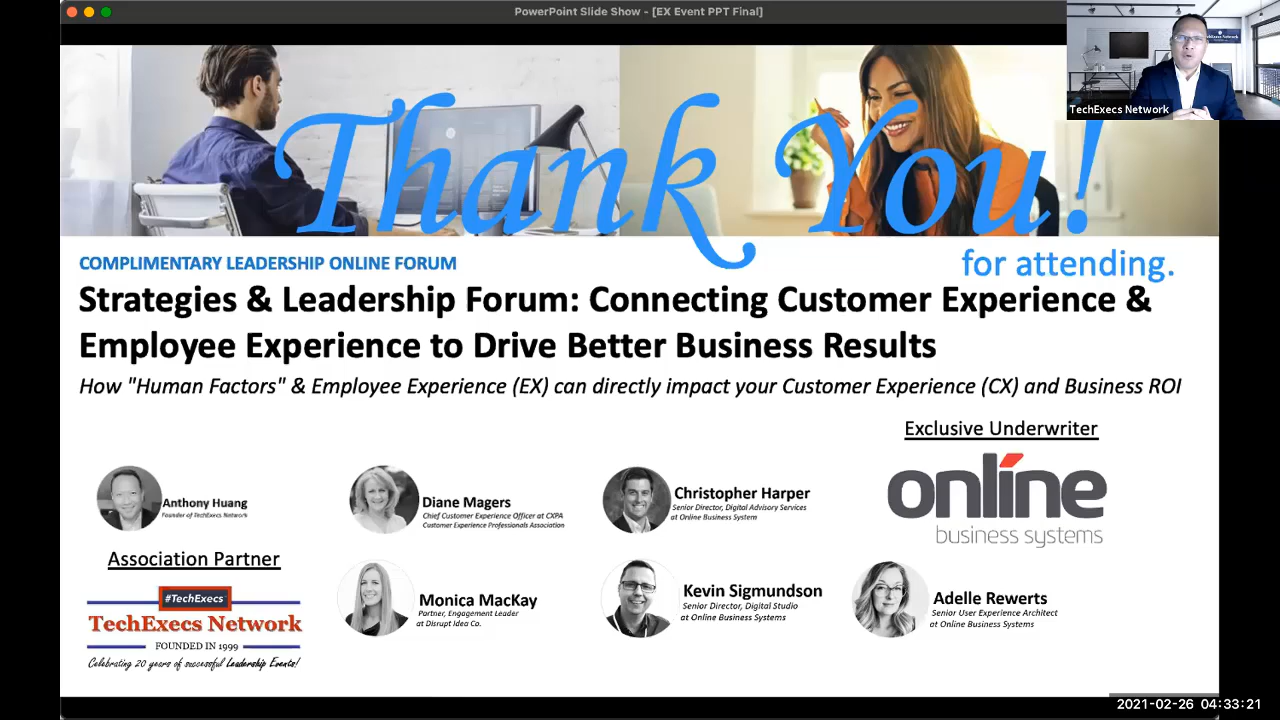 PowerPoint Slide Show - [EX Event PPT Final]
TechExecs Network
Thank You!
for attending.
COMPLIMENTARY LEADERSHIP ONLINE FORUM
Strategies & Leadership Forum: Connecting Customer Experience &
Employee Experience to Drive Better Business Results
How "Human Factors" & Employee Experience (EX) can directly impact your Customer Experience (CX) and Business ROI
Exclusive Underwriter
online
business systems
Anthony Huang
Founder of TechExecs Network
Diane Magers
Chief Customer Experience Officer at CXPA
Customer Experience Professionals Association
Christopher Harper
Senior Director, Digital Advisory Services
at Online Business System
Association Partner
#TechExecs
TechExecs Network
FOUNDED IN 1999
Celebrating 20 years of successful Leadership Events!
Monica MacKay
Partner, Engagement Leader
at Disrupt Idea Co.
Kevin Sigmundson
Senior Director, Digital Studio
at Online Business Systems
Adelle Rewerts
Senior User Experience Architect
at Online Business Systems
2021-02-26 04:33:21